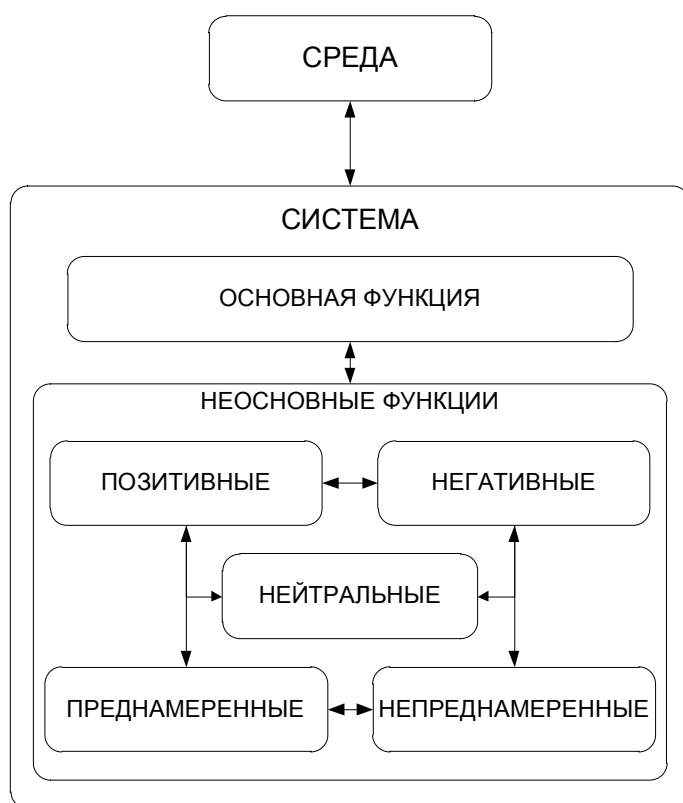 СРЕДА
СИСТЕМА
ОСНОВНАЯ ФУНКЦИЯ
НЕОСНОВНЫЕ ФУНКЦИИ
ПОЗИТИВНЫЕ
НЕГАТИВНЫЕ
НЕЙТРАЛЬНЫЕ
ПРЕДНАМЕРЕННЫЕ
НЕПРЕДНАМЕРЕННЫЕ